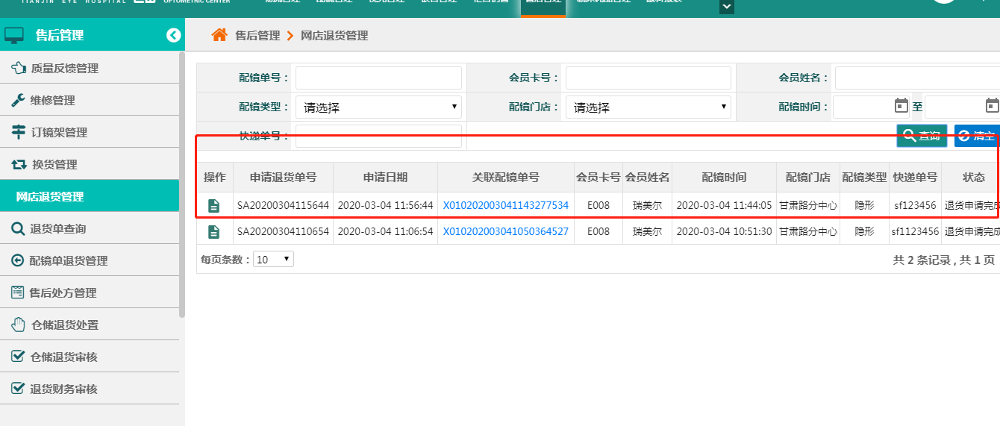 TIANJIN EYE HOSPITAL
OPTOMETRIC CENTER
售后管理
售后管理
售后管理 网店退货管理
质量反馈管理
维修管理
订镜架管理
换货管理
网店退货管理
退货单查询
配镜单退货管理
售后处方管理
仓储退货处置
仓储退货审核
退货财务审核
配镜单号： 会员卡号： 会员姓名：
配镜类型： 请选择 配镜门店： 请选择 配镜时间： 至
快递单号： 查询 清空
操作 申请退货单号 申请日期 关联配镜单号 会员卡号 会员姓名 配镜时间 配镜门店 配镜类型 快递单号 状态
SA20200304115644 2020-03-04 11:56:44 X010202003041143277534 E008 瑞美尔 2020-03-04 11:44:05 甘肃路分中心 隐形 sf123456 退货申请完成
SA20200304110654 2020-03-04 11:06:54 X010202003041050364527 E008 瑞美尔 2020-03-04 10:51:30 甘肃路分中心 隐形 sf1123456 退货申请完成
每页条数： 10 共 2 条记录 , 共 1 页